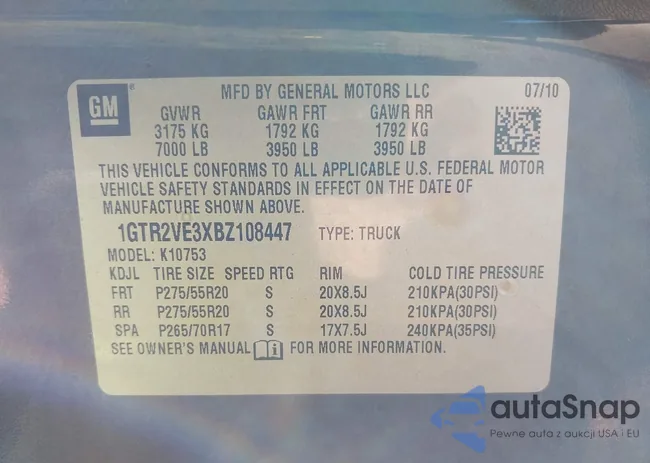 GM
MFD BY GENERAL MOTORS LLC 07/10
GVWR GAWR FRT GAWR RR
3175 KG 1792 KG 1792 KG
7000 LB 3950 LB 3950 LB
THIS VEHICLE CONFORMS TO ALL APPLICABLE U.S. FEDERAL MOTOR
VEHICLE SAFETY STANDARDS IN EFFECT ON THE DATE OF
MANUFACTURE SHOWN ABOVE.
1GTR2VE3XBZ108447 TYPE: TRUCK
MODEL: K10753
KDJL TIRE SIZE SPEED RTG RIM COLD TIRE PRESSURE
FRT P275/55R20 S 20X8.5J 210KPA(30PSI)
RR P275/55R20 S 20X8.5J 210KPA(30PSI)
SPA P265/70R17 S 17X7.5J 240KPA(35PSI)
SEE OWNER'S MANUAL i FOR MORE INFORMATION.
autaSnap
Pewne auta z aukcji USA i EU